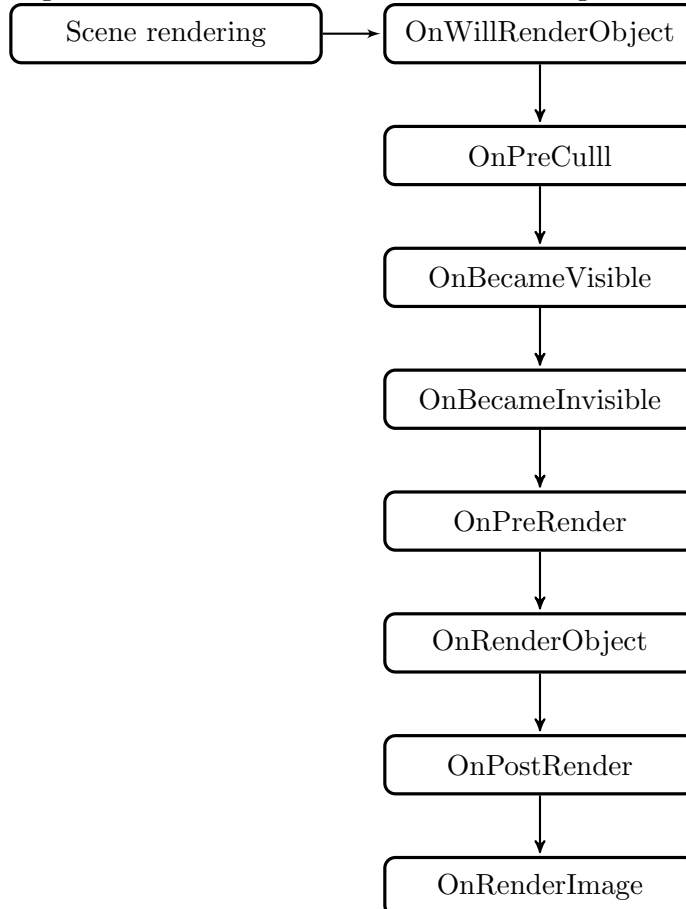 Scene rendering
OnWillRenderObject
OnPreCulll
OnBecameVisible
OnBecameInvisible
OnPreRender
OnRenderObject
OnPostRender
OnRenderImage